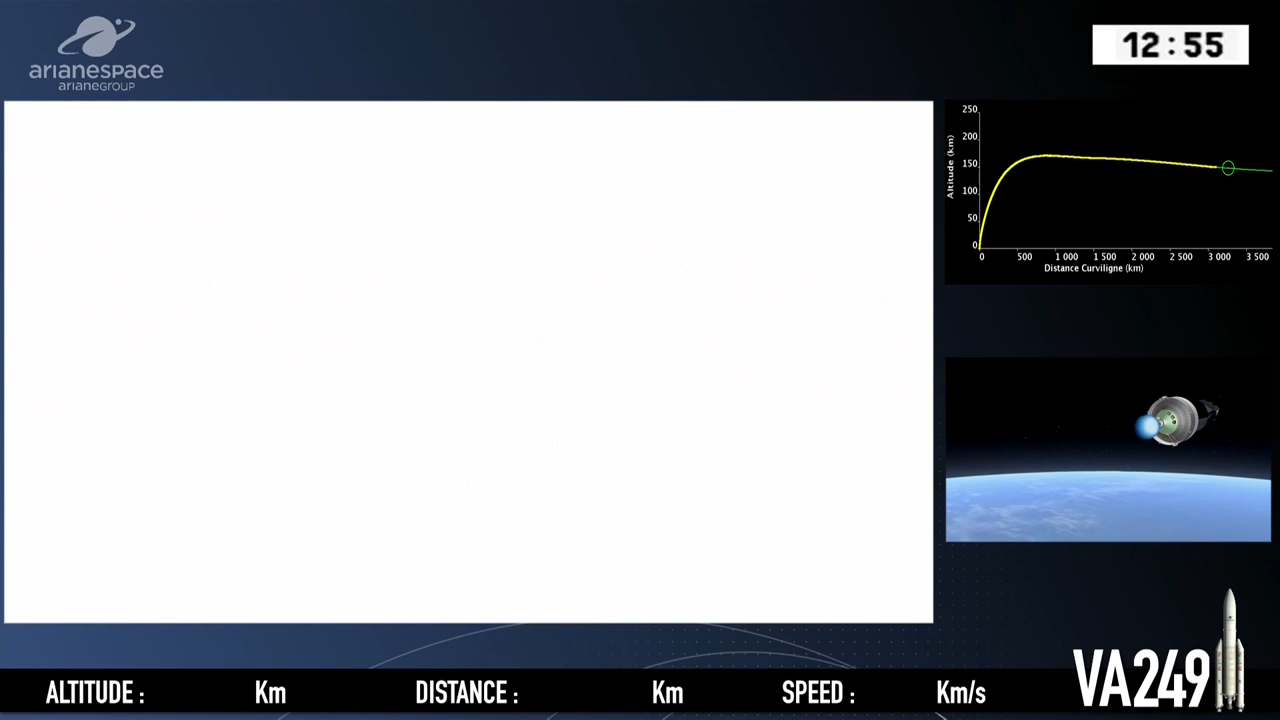 arianespace
arianeGROUP
12:55
250
200
150
100
50
0
Altitude (km)
0 500 1 000 1 500 2 000 2 500 3 000 3 500
Distance Curviligne (km)
ALTITUDE : Km DISTANCE : Km SPEED : Km/s
VA249